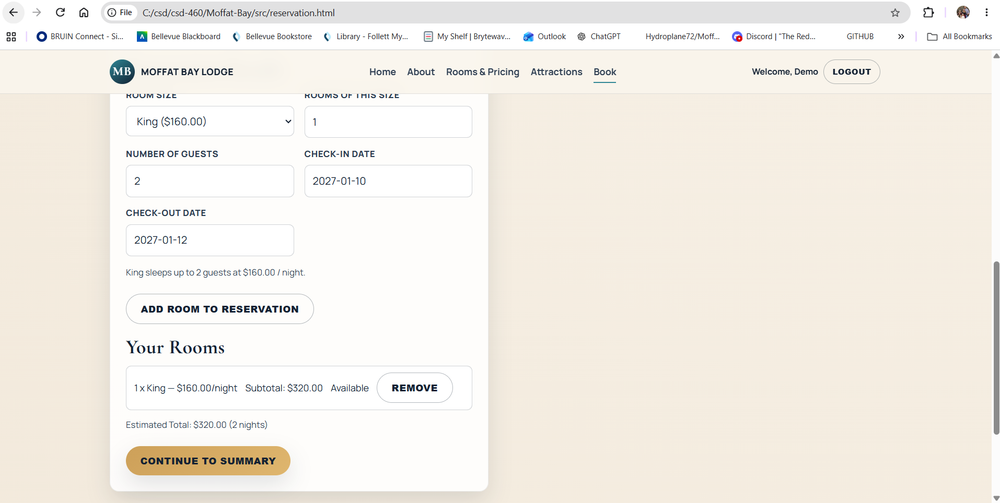 File C:/csd/csd-460/Moffat-Bay/src/reservation.html
BRUIN Connect - Si... Bellevue Blackboard Bellevue Bookstore Library - Follett My... My Shelf | Brytewav... Outlook ChatGPT Hydroplane72/Moff... Discord | "The Red... GITHUB » All Bookmarks
MB MOFFAT BAY LODGE Home About Rooms & Pricing Attractions Book Welcome, Demo LOGOUT
ROOM SIZE ROOMS OF THIS SIZE
King ($160.00) 1
NUMBER OF GUESTS CHECK-IN DATE
2 2027-01-10
CHECK-OUT DATE
2027-01-12
King sleeps up to 2 guests at $160.00 / night.
ADD ROOM TO RESERVATION
Your Rooms
1 x King — $160.00/night Subtotal: $320.00 Available REMOVE
Estimated Total: $320.00 (2 nights)
CONTINUE TO SUMMARY